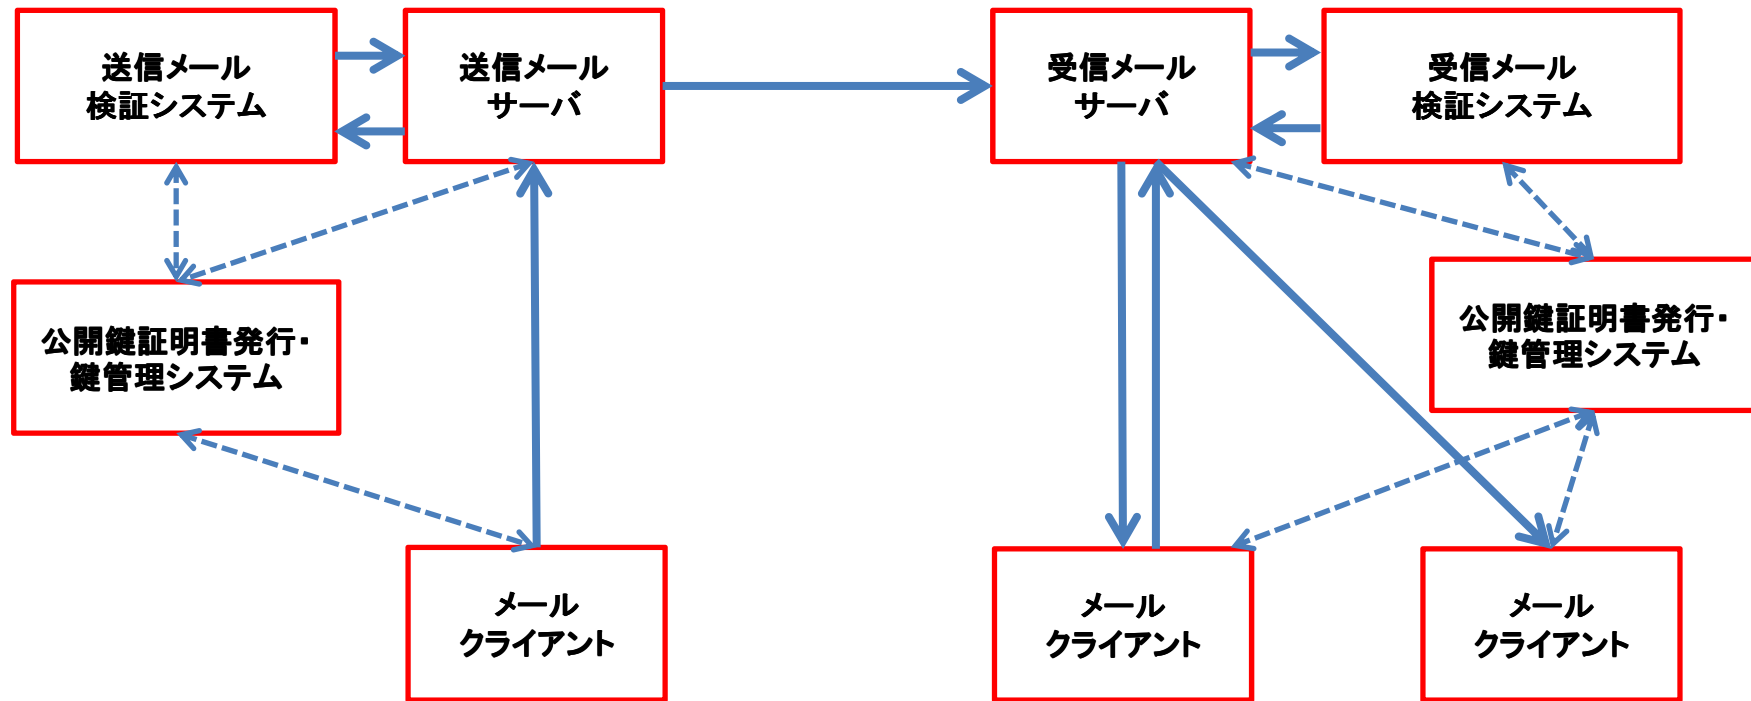 送信メール
検証システム
送信メール
サーバ
受信メール
サーバ
受信メール
検証システム
公開鍵証明書発行・
鍵管理システム
公開鍵証明書発行・
鍵管理システム
メール
クライアント
メール
クライアント
メール
クライアント